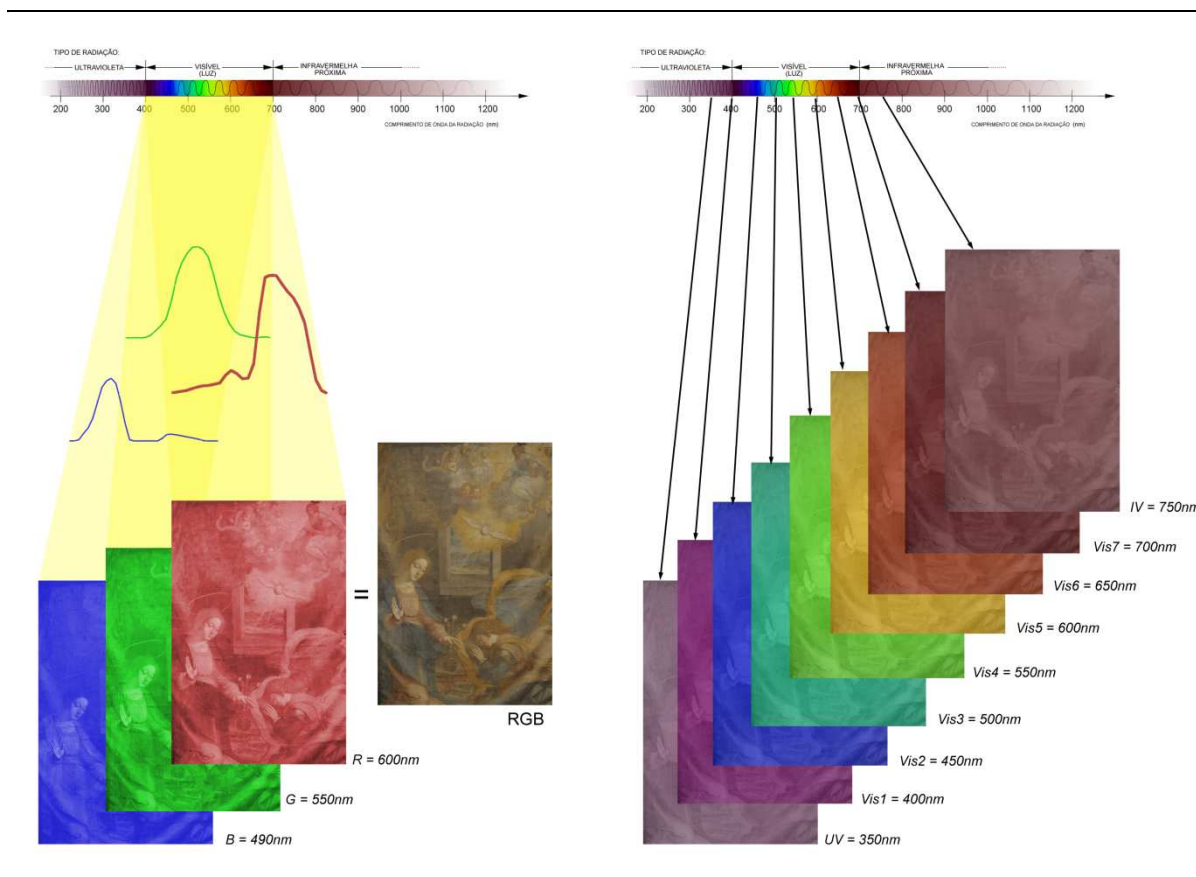 TIPO DE RADIAÇÃO:
ULTRAVIOLETA
VISÍVEL
(LUZ)
INFRAVERMELHA
PRÓXIMA
200 300 400 500 600 700 800 900 1000 1100 1200
COMPRIMENTO DE ONDA DA RADIAÇÃO (nm)
=
RGB
R = 600nm
G = 550nm
B = 490nm
TIPO DE RADIAÇÃO:
ULTRAVIOLETA
VISÍVEL
(LUZ)
INFRAVERMELHA
PRÓXIMA
200 300 400 500 600 700 800 900 1000 1100 1200
COMPRIMENTO DE ONDA DA RADIAÇÃO (nm)
IV = 750nm
Vis7 = 700nm
Vis6 = 650nm
Vis5 = 600nm
Vis4 = 550nm
Vis3 = 500nm
Vis2 = 450nm
Vis1 = 400nm
UV = 350nm